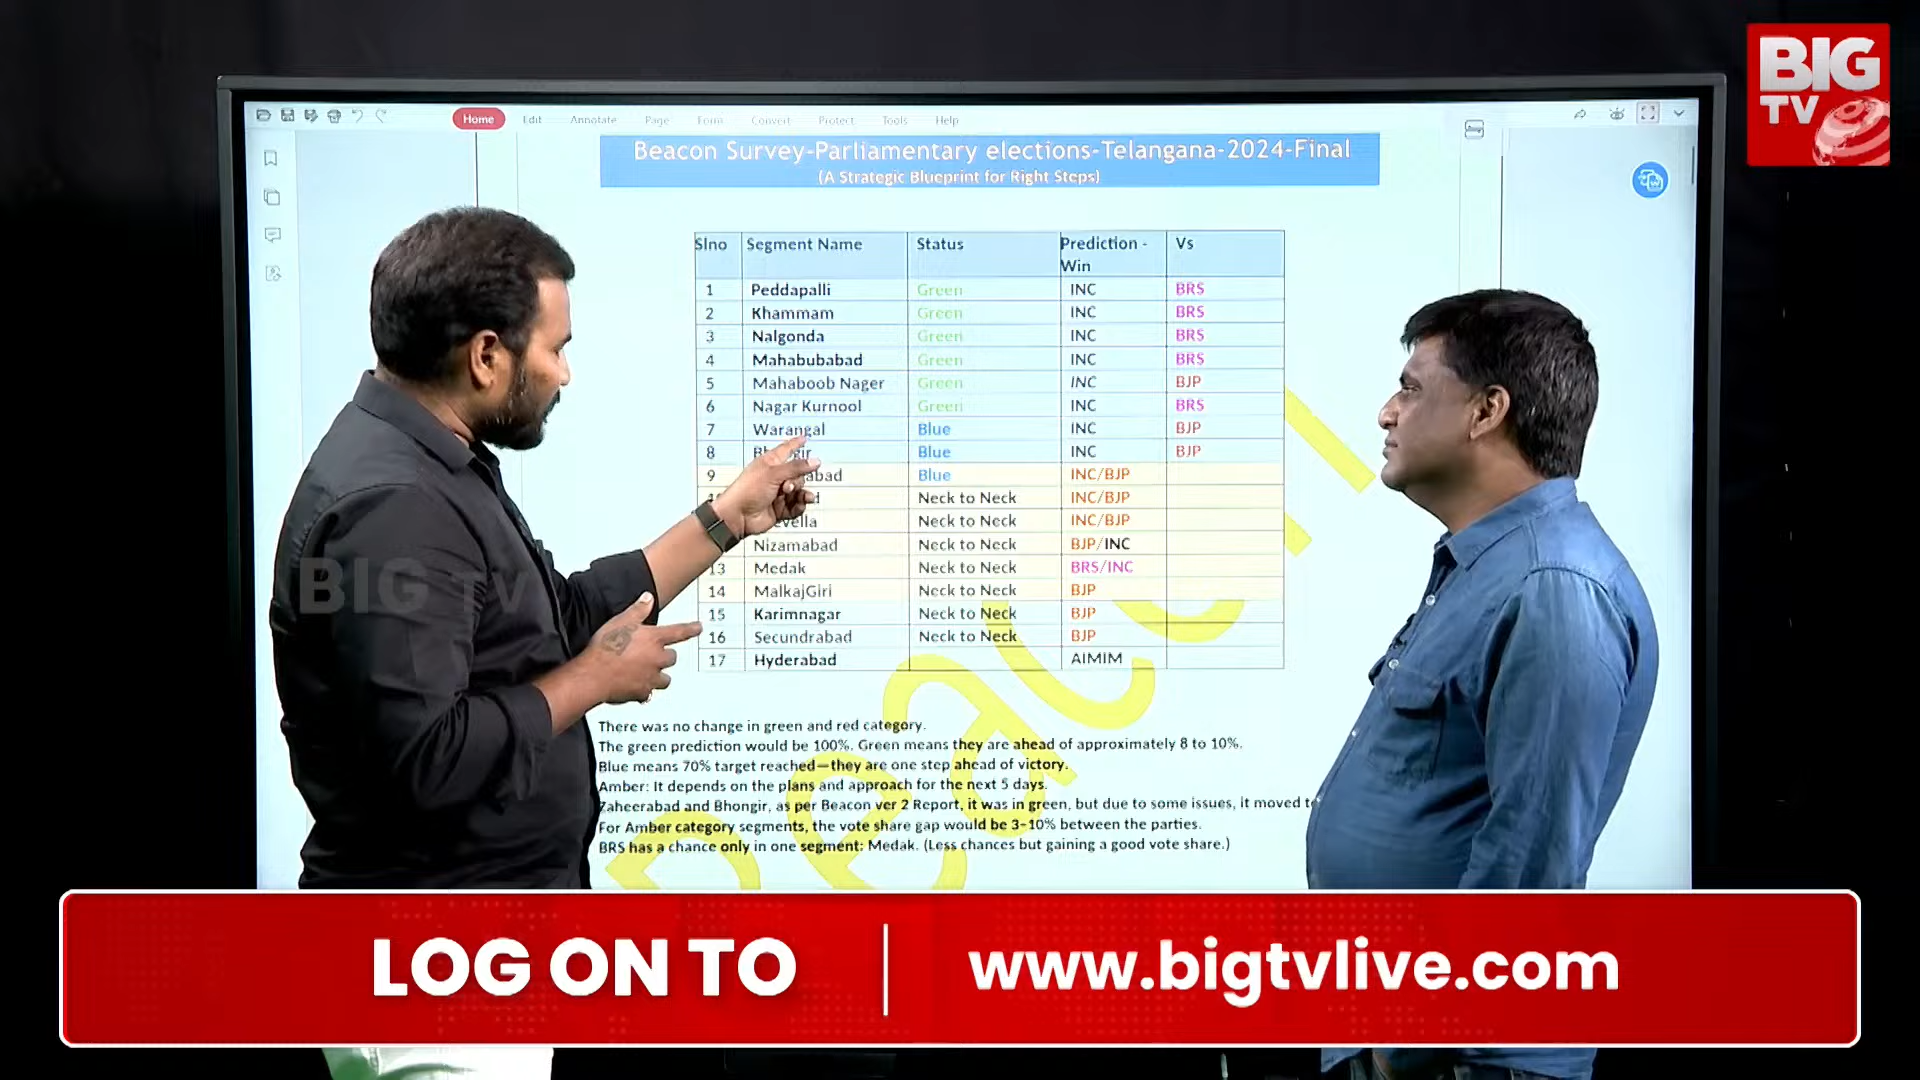 BIG
TV
Home Edit Annotate Page Form Convert Protect Tools Help
Beacon Survey-Parliamentary elections-Telangana-2024-Final
(A Strategic Blueprint for Right Steps)
Slno Segment Name Status Prediction - Win Vs
1 Peddapalli Green INC BRS
2 Khammam Green INC BRS
3 Nalgonda Green INC BRS
4 Mahabubabad Green INC BRS
5 Mahaboob Nager Green INC BJP
6 Nagar Kurnool Green INC BRS
7 Warangal Blue INC BJP
8 Blue INC BJP
9 Blue INC/BJP
Neck to Neck INC/BJP
Neck to Neck INC/BJP
Nizamabad Neck to Neck BJP/INC
13 Medak Neck to Neck BRS/INC
14 MalkajGiri Neck to Neck BJP
15 Karimnagar Neck to Neck BJP
16 Secundrabad Neck to Neck BJP
17 Hyderabad AIMIM
BIG TV
There was no change in green and red category.
The green prediction would be 100%. Green means they are ahead of approximately 8 to 10%.
Blue means 70% target reached—they are one step ahead of victory.
Amber: It depends on the plans and approach for the next 5 days.
Zaheerabad and Bhongir, as per Beacon ver 2 Report, it was in green, but due to some issues, it moved
For Amber category segments, the vote share gap would be 3-10% between the parties.
BRS has a chance only in one segment: Medak. (Less chances but gaining a good vote share.)
LOG ON TO www.bigtvlive.com